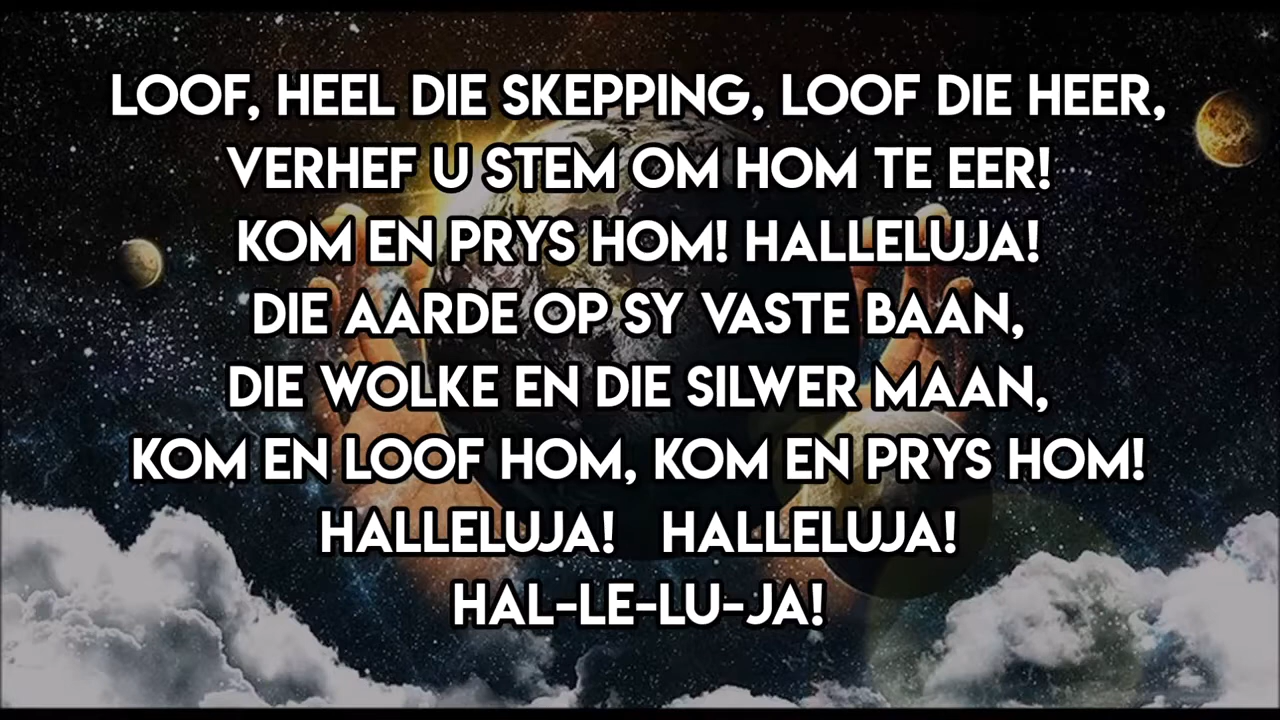 LOOF, HEEL DIE SKEPPING, LOOF DIE HEER,
VERHEF U STEM OM HOM TE EER!
KOM EN PRYS HOM! HALLELUJA!
DIE AARDE OP SY VASTE BAAN,
DIE WOLKE EN DIE SILWER MAAN,
KOM EN LOOF HOM, KOM EN PRYS HOM!
HALLELUJA! HALLELUJA!
HAL-LE-LU-JA!